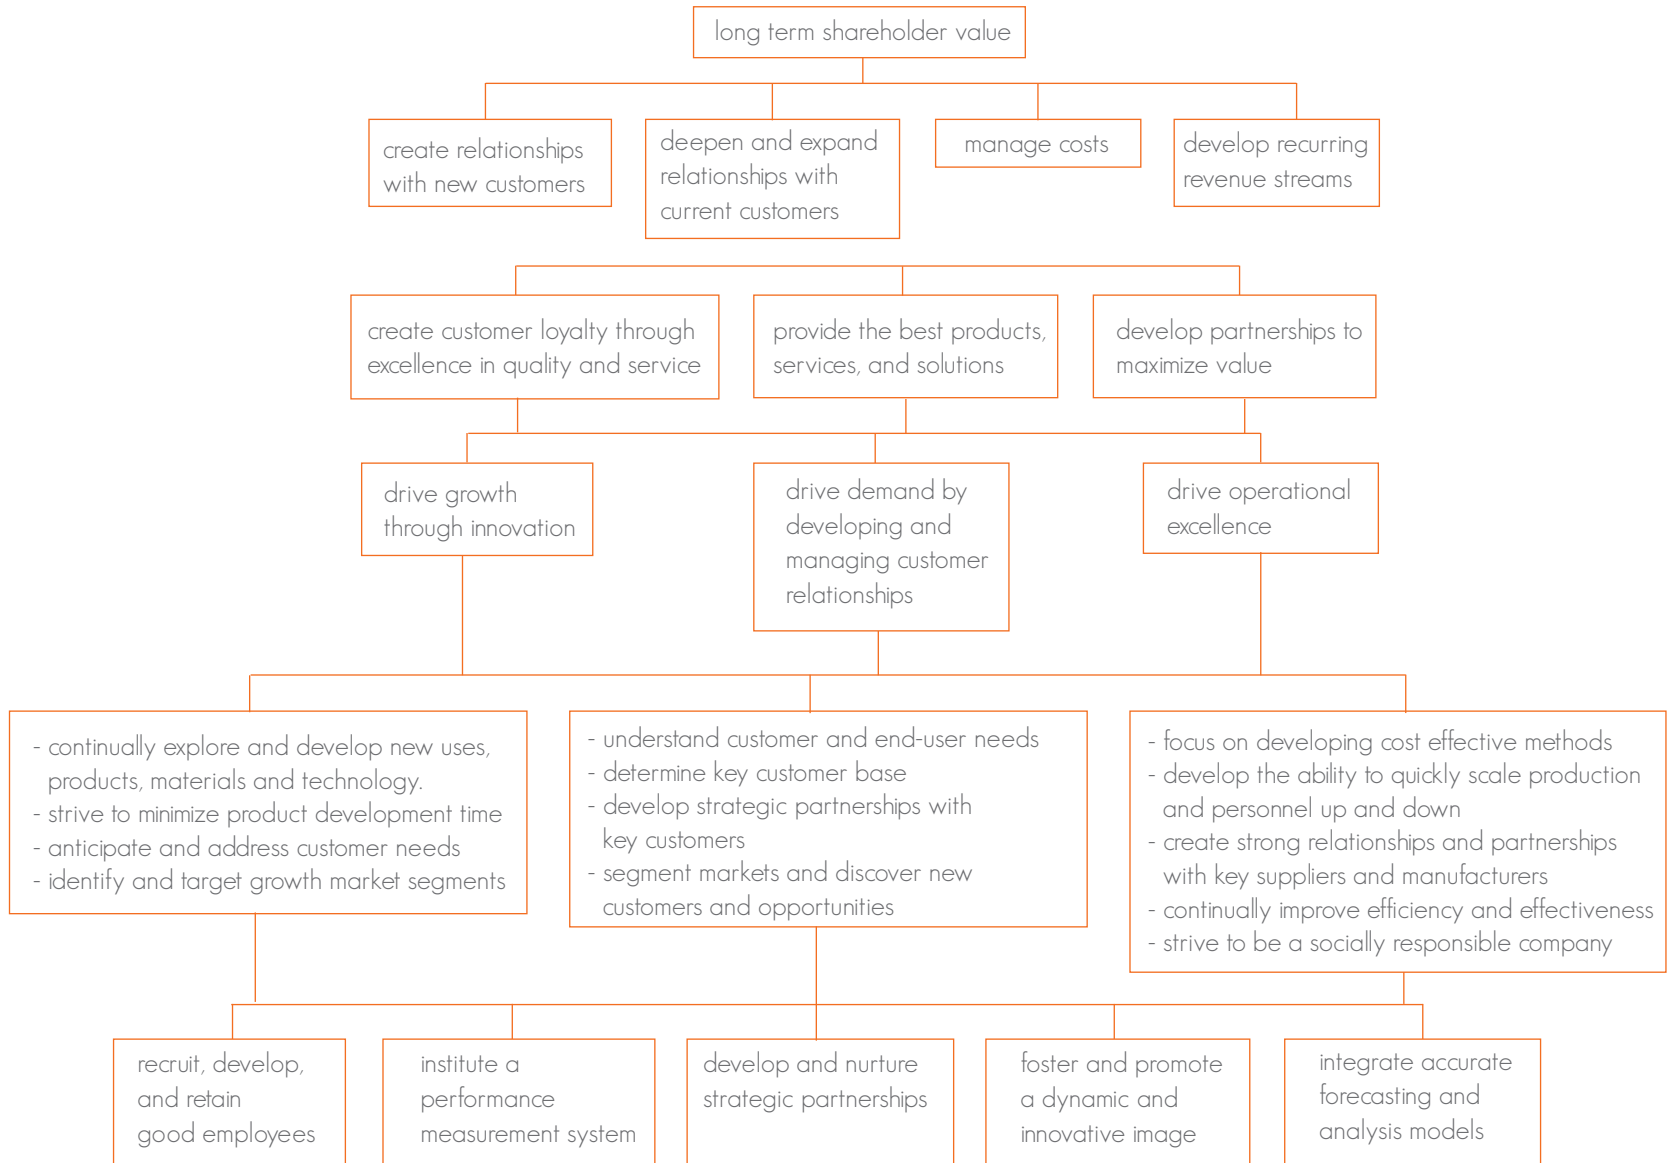 long term shareholder value
create relationships
with new customers
deepen and expand
relationships with
current customers
manage costs
develop recurring
revenue streams
create customer loyalty through
excellence in quality and service
provide the best products,
services, and solutions
develop partnerships to
maximize value
drive growth
through innovation
drive demand by
developing and
managing customer
relationships
drive operational
excellence
- continually explore and develop new uses,
products, materials and technology.
- strive to minimize product development time
- anticipate and address customer needs
- identify and target growth market segments
- understand customer and end-user needs
- determine key customer base
- develop strategic partnerships with
key customers
- segment markets and discover new
customers and opportunities
- focus on developing cost effective methods
- develop the ability to quickly scale production
and personnel up and down
- create strong relationships and partnerships
with key suppliers and manufacturers
- continually improve efficiency and effectiveness
- strive to be a socially responsible company
recruit, develop,
and retain
good employees
institute a
performance
measurement system
develop and nurture
strategic partnerships
foster and promote
a dynamic and
innovative image
integrate accurate
forecasting and
analysis models